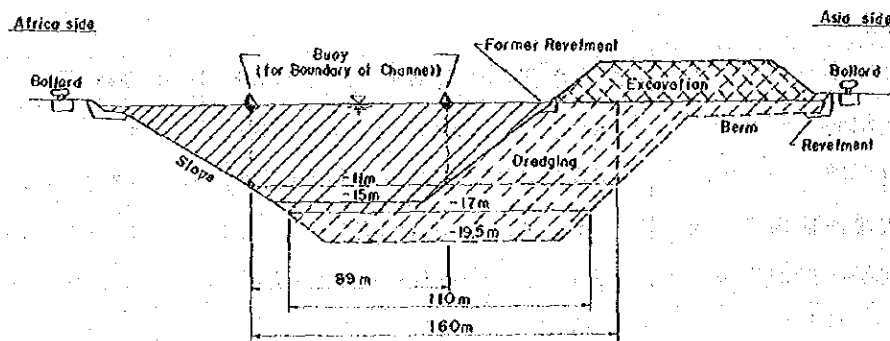 Africa side
Asia side
Buoy
(for Boundary of Channel)
Former Revetment
Bollard
Bollard
Excavation
Berm
Revetment
Slope
Dredging
-11m
-15m
-17m
-19.5m
89m
110m
160m